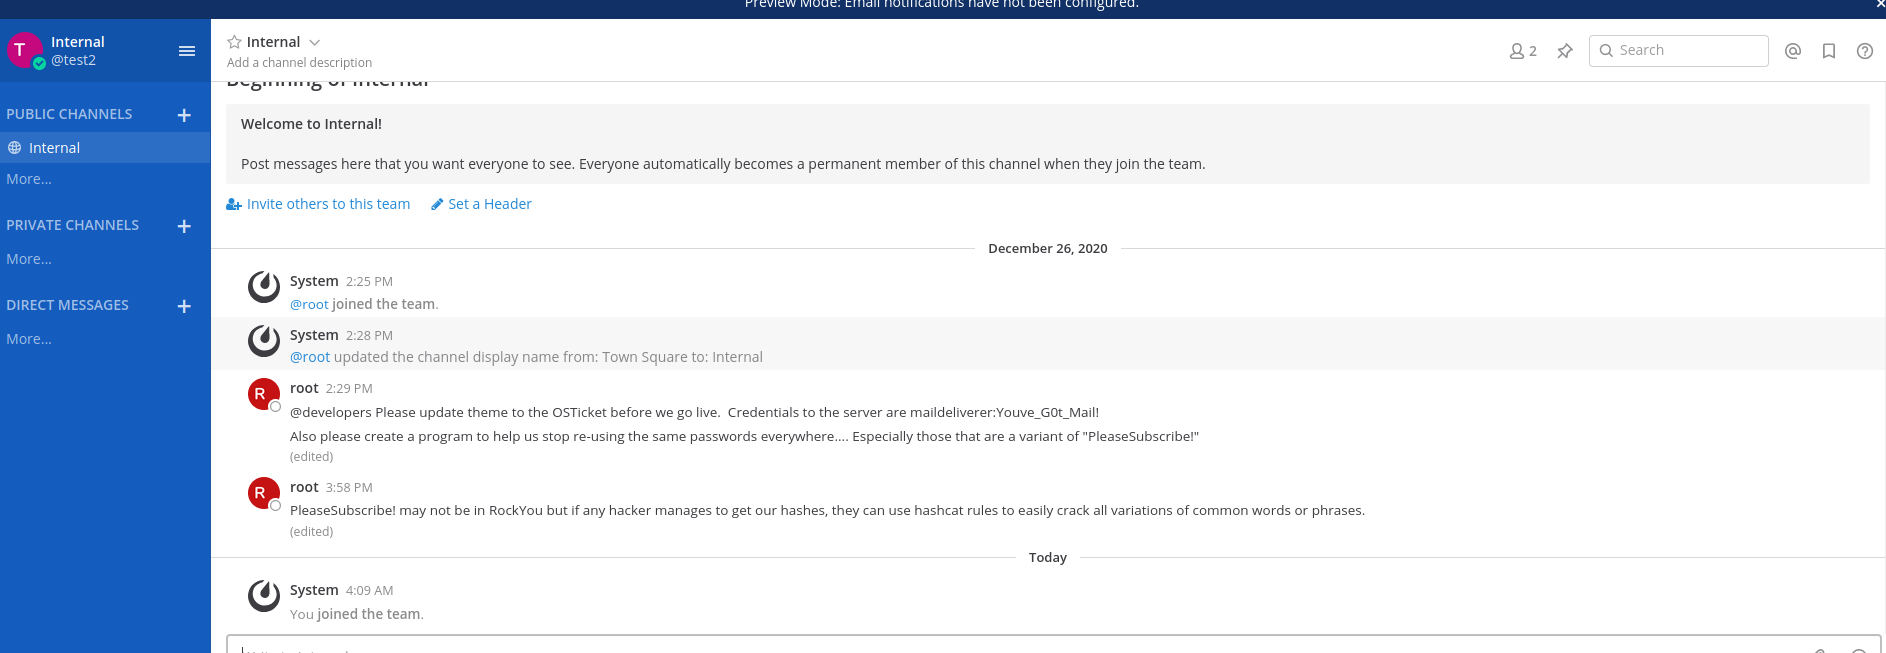 Preview Mode: Email notifications have not been configured.
T
Internal
@test2
PUBLIC CHANNELS
Internal
More...
PRIVATE CHANNELS
More...
DIRECT MESSAGES
More...
Internal
Add a channel description
2
Search
Beginning of Internal
Welcome to Internal!
Post messages here that you want everyone to see. Everyone automatically becomes a permanent member of this channel when they join the team.
Invite others to this team
Set a Header
December 26, 2020
System 2:25 PM
@root joined the team.
System 2:28 PM
@root updated the channel display name from: Town Square to: Internal
R
root 2:29 PM
@developers Please update theme to the OSTicket before we go live.  Credentials to the server are maildeliverer:Youve_G0t_Mail!
Also please create a program to help us stop re-using the same passwords everywhere.... Especially those that are a variant of "PleaseSubscribe!"
(edited)
R
root 3:58 PM
PleaseSubscribe! may not be in RockYou but if any hacker manages to get our hashes, they can use hashcat rules to easily crack all variations of common words or phrases.
(edited)
Today
System 4:09 AM
You joined the team.